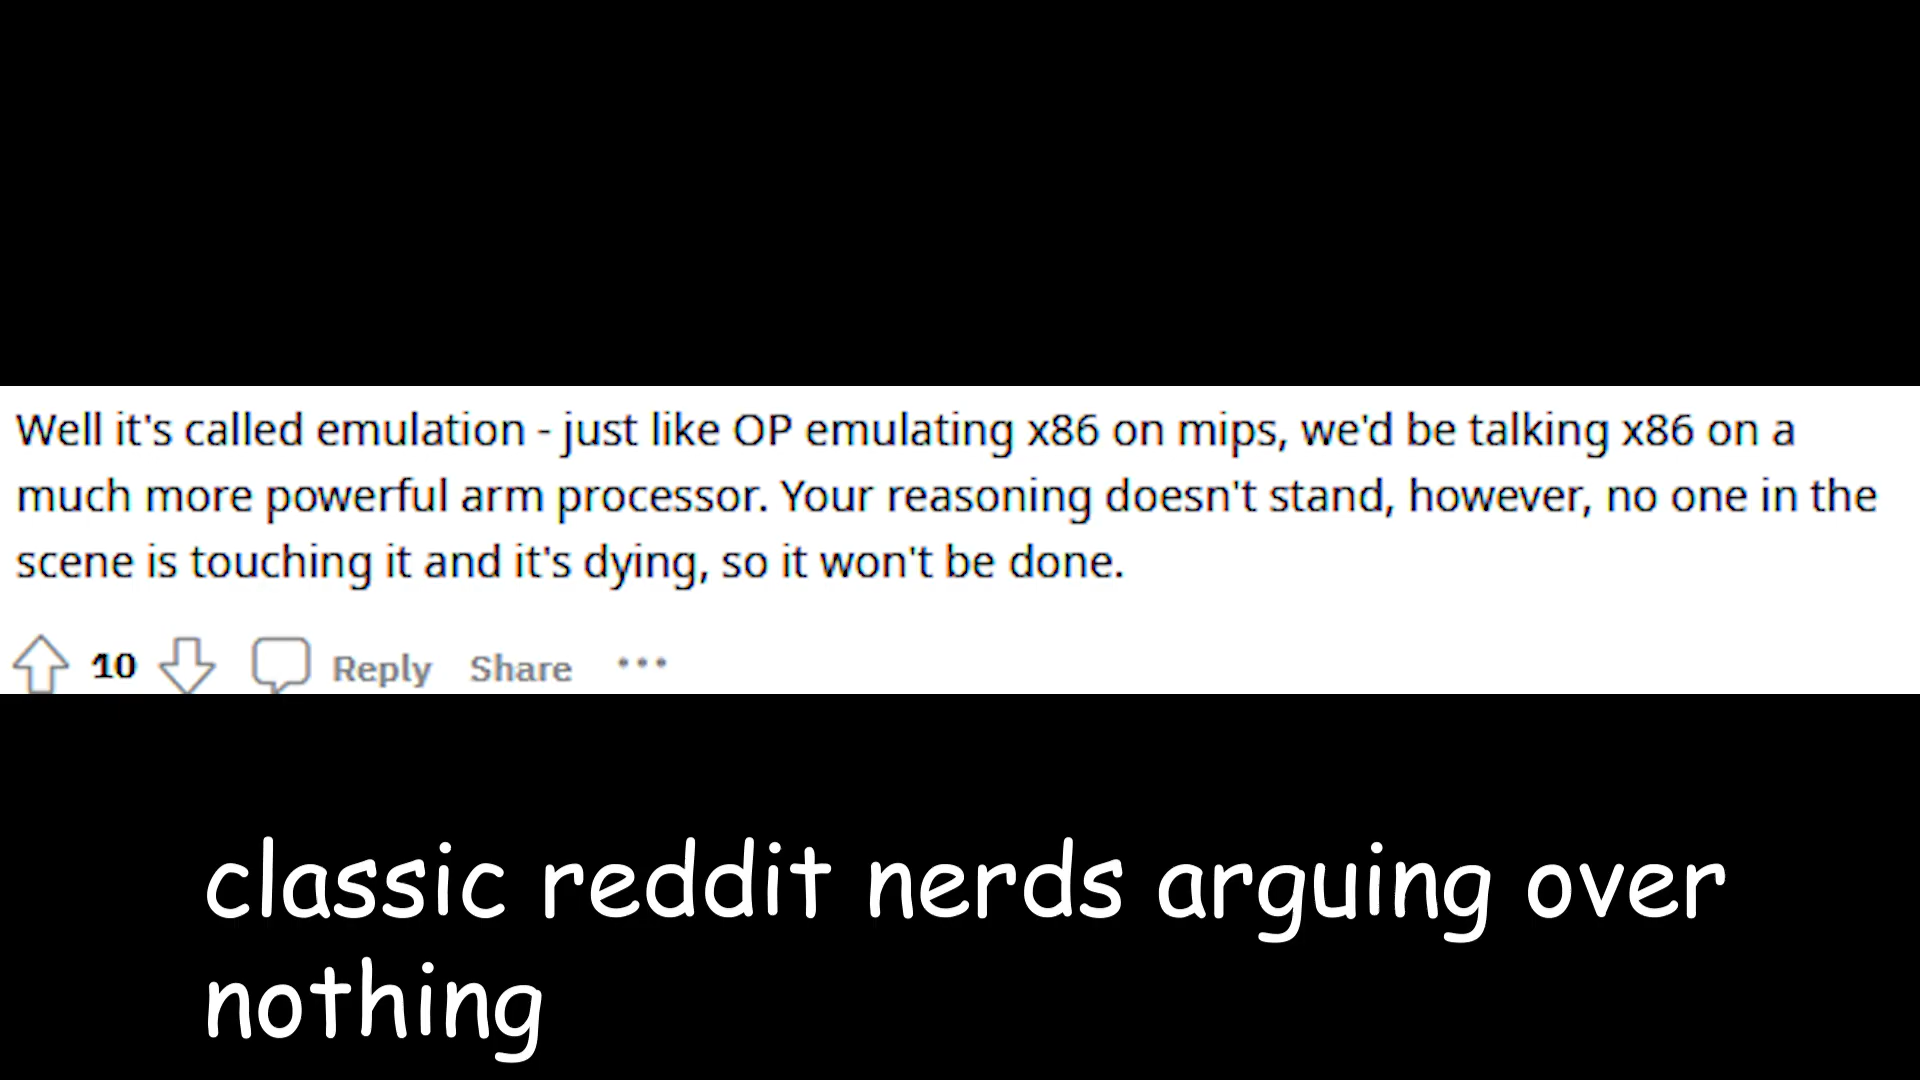 Well it's called emulation - just like OP emulating x86 on mips, we'd be talking x86 on a
much more powerful arm processor. Your reasoning doesn't stand, however, no one in the
scene is touching it and it's dying, so it won't be done.
10 Reply Share ...
classic reddit nerds arguing over
nothing